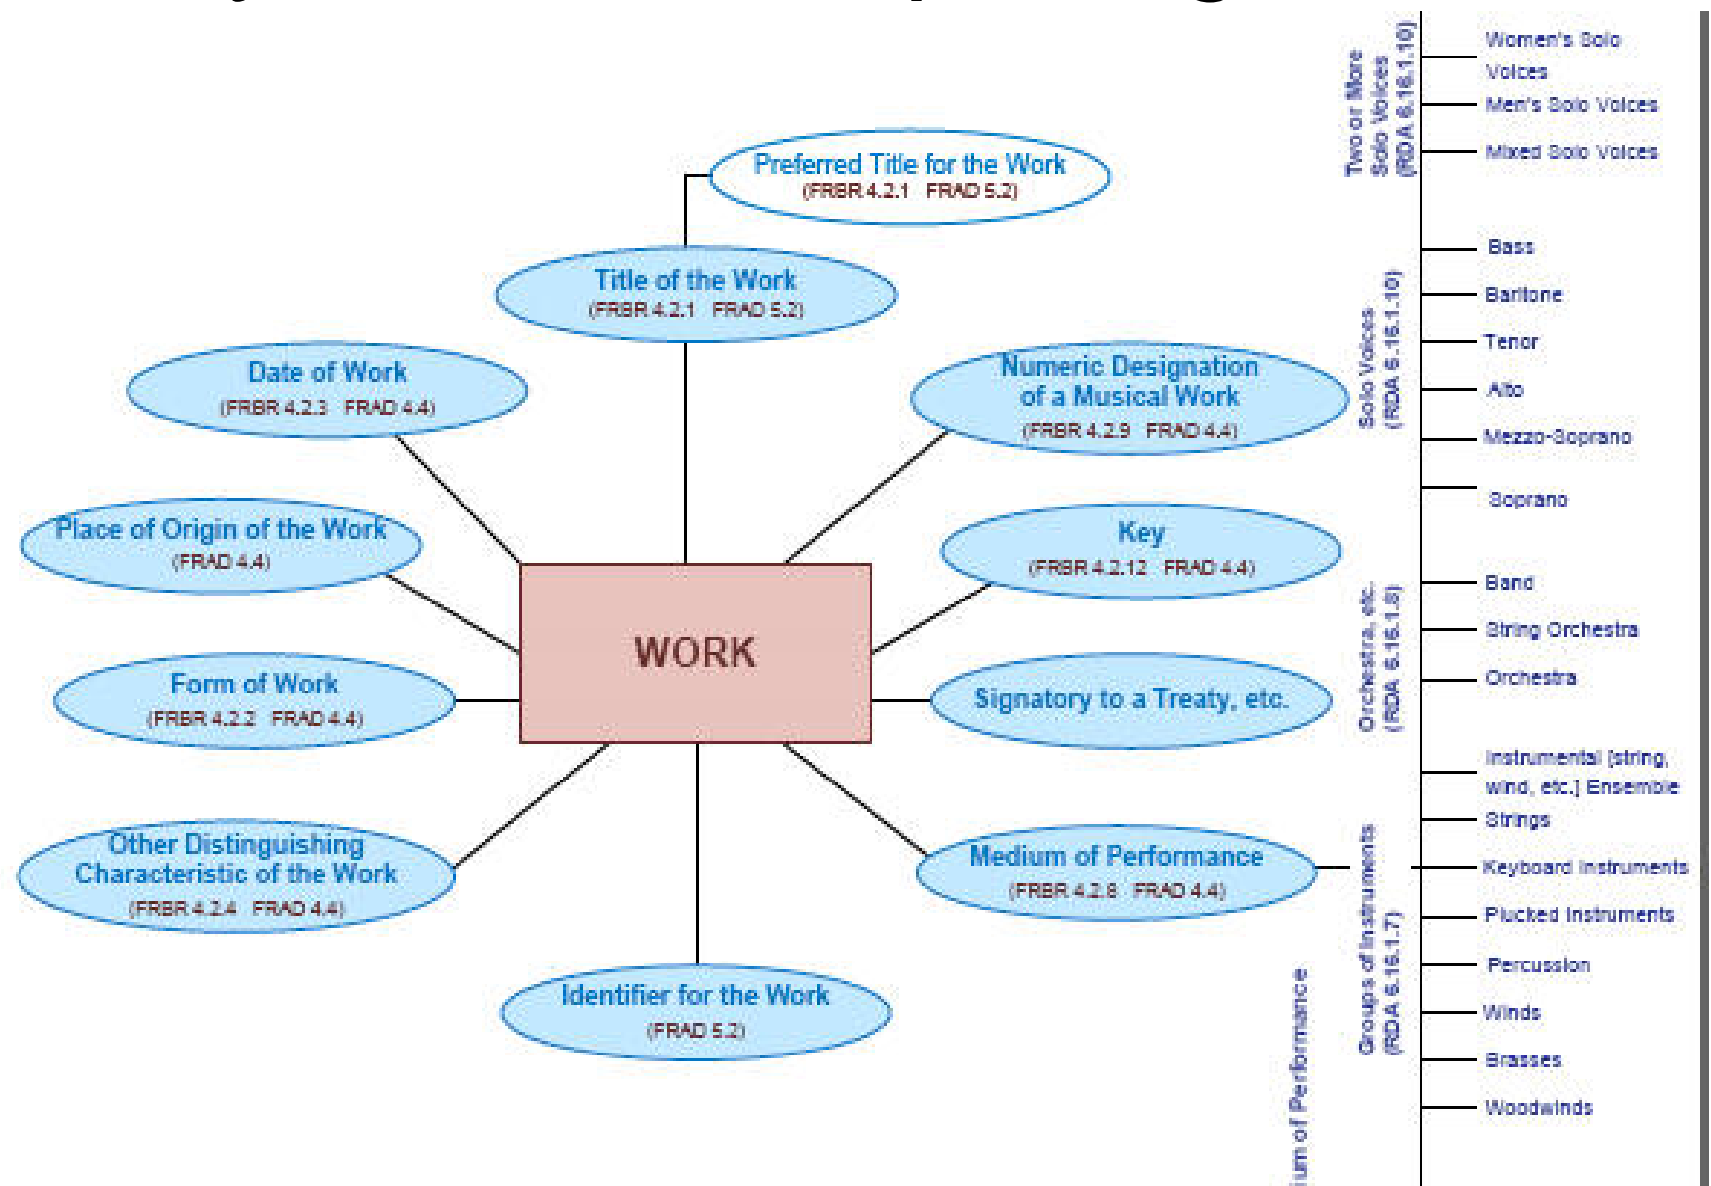 Preferred Title for the Work
(FRBR 4.2.1 FRAD 5.2)
Title of the Work
(FRBR 4.2.1 FRAD 5.2)
Date of Work
(FRBR 4.2.3 FRAD 4.4)
Numeric Designation
of a Musical Work
(FRBR 4.2.9 FRAD 4.4)
Place of Origin of the Work
(FRAD 4.4)
Key
(FRBR 4.2.12 FRAD 4.4)
WORK
Form of Work
(FRBR 4.2.2 FRAD 4.4)
Signatory to a Treaty, etc.
Other Distinguishing
Characteristic of the Work
(FRBR 4.2.4 FRAD 4.4)
Medium of Performance
(FRBR 4.2.8 FRAD 4.4)
Identifier for the Work
(FRAD 5.2)
Two or More
Solo Voices
(RDA 6.16.1.10)
Women's Solo
Voices
Men's Solo Voices
Mixed Solo Voices
Solo Voices
(RDA 6.16.1.10)
Bass
Baritone
Tenor
Alto
Mezzo-Soprano
Soprano
Orchestra, etc.
(RDA 6.16.1.8)
Band
String Orchestra
Orchestra
Groups of Instruments
(RDA 6.16.1.7)
Instrumental [string,
wind, etc.] Ensemble
Strings
Keyboard Instruments
Plucked Instruments
Percussion
Winds
Brasses
Woodwinds
ium of Performance